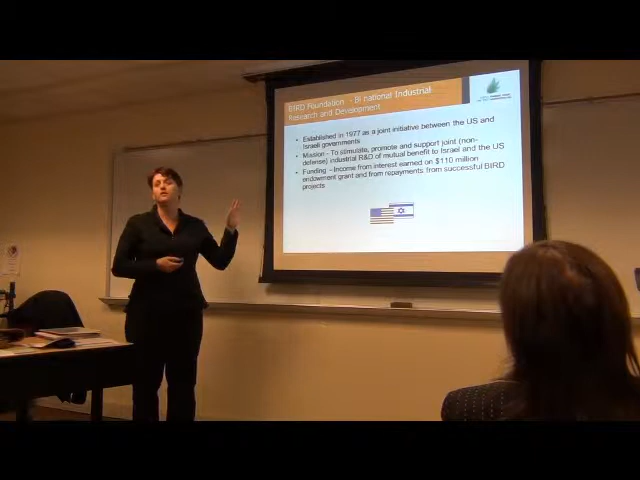 BIRD Foundation - Bi national Industrial
Research and Development
• Established in 1977 as a joint initiative between the US and
Israeli governments
• Mission - To stimulate, promote and support joint (non-
defense) industrial R&D of mutual benefit to Israel and the US
• Funding - Income from interest earned on $110 million
endowment grant and from repayments from successful BIRD
projects